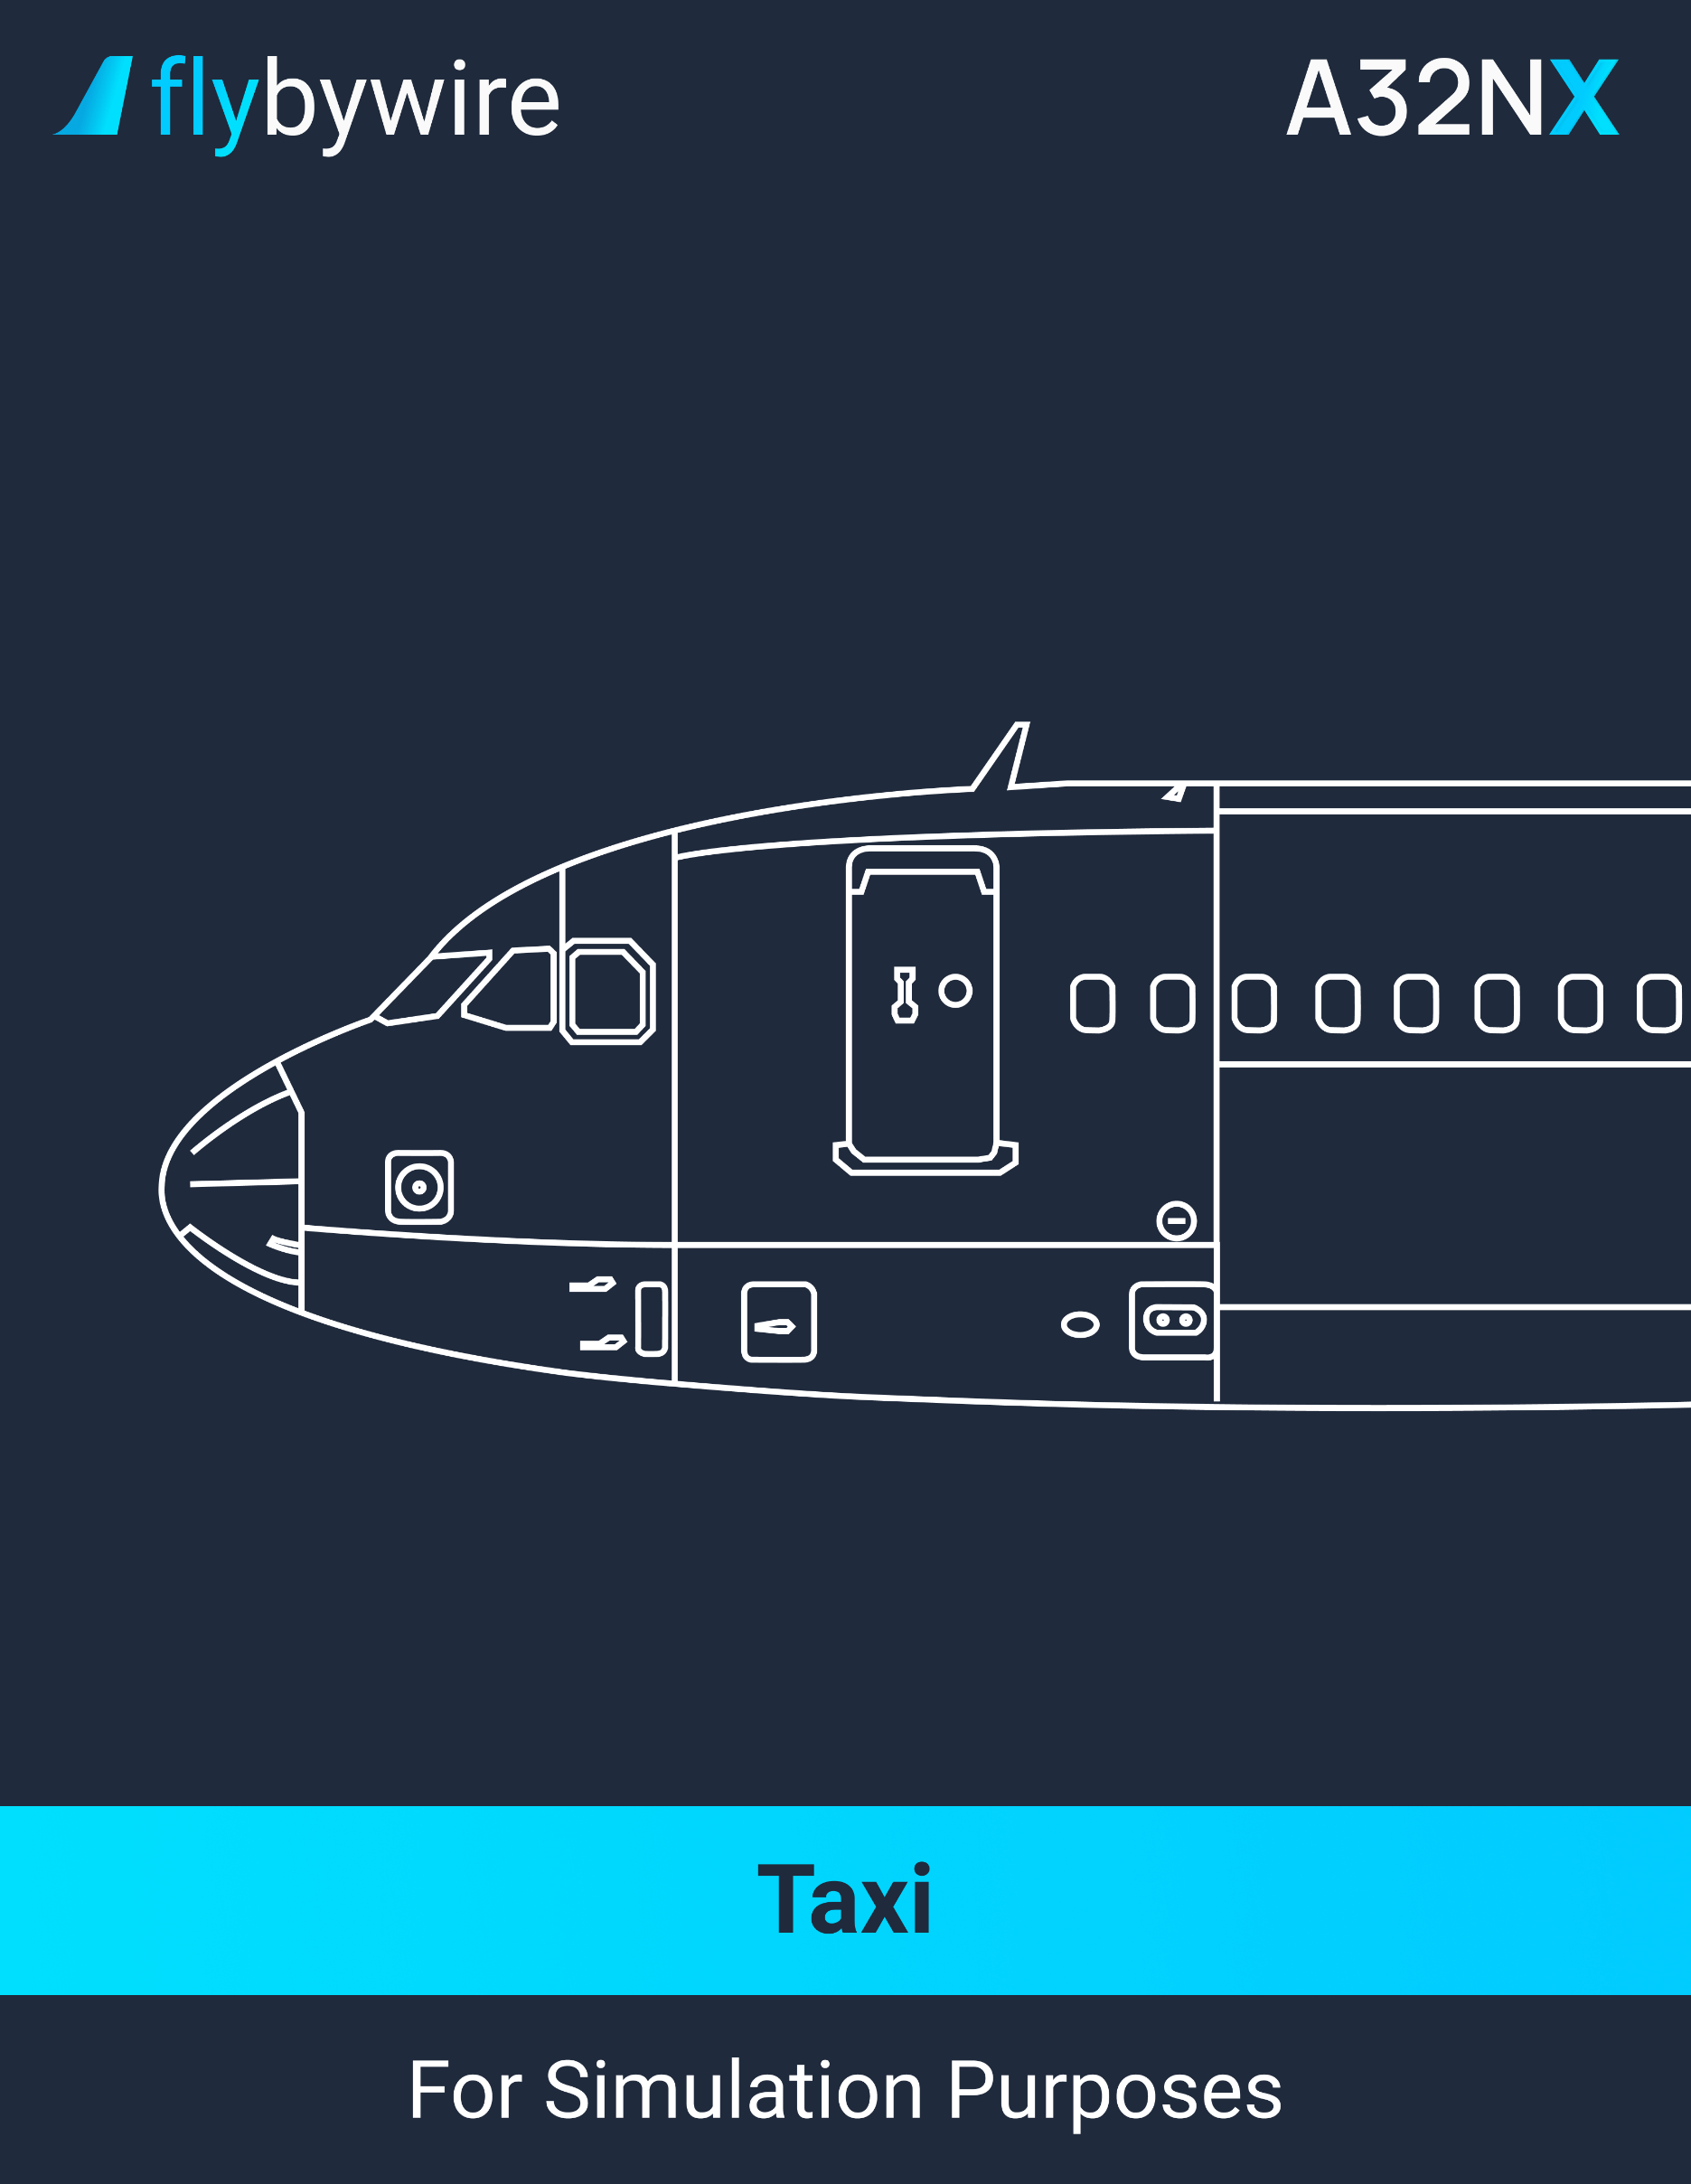 flybywire
A32NX
Taxi
For Simulation Purposes